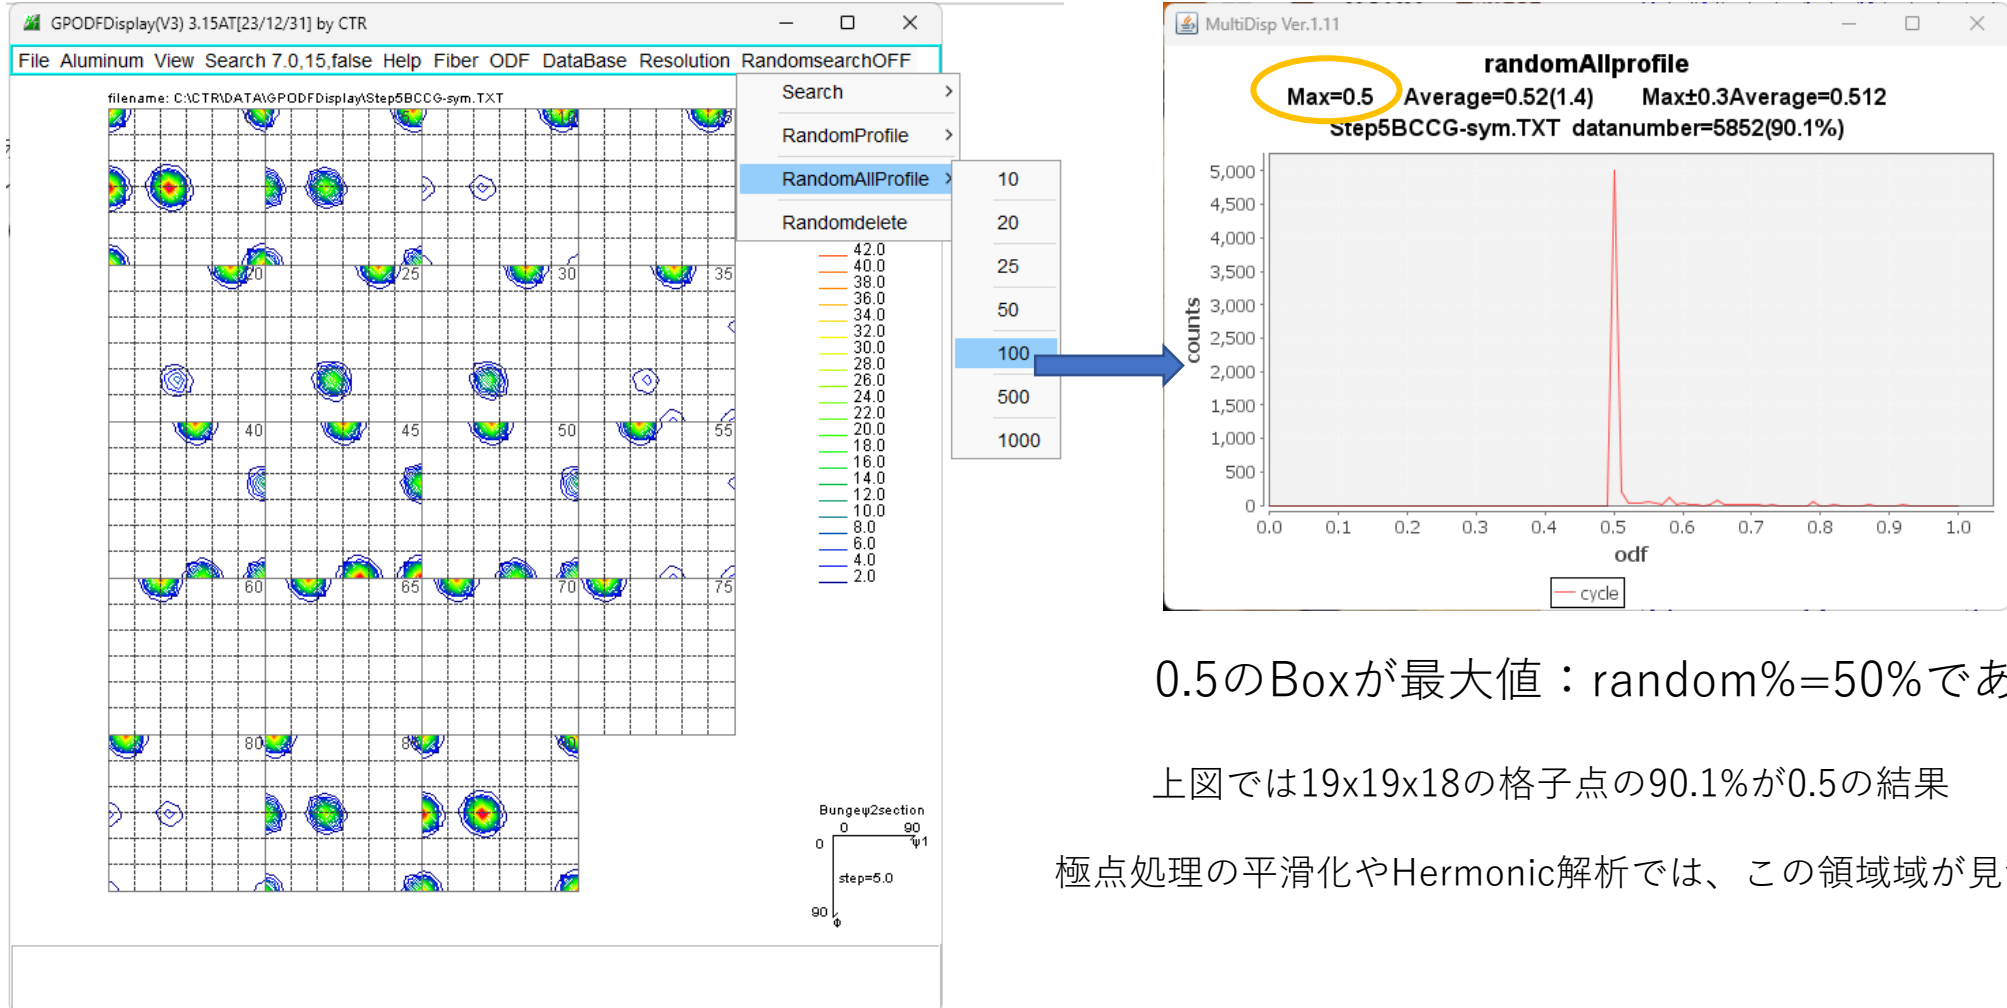 GPODFDisplay(V3) 3.15AT[23/12/31] by CTR
File Aluminum View Search 7.0,15,false Help Fiber ODF DataBase Resolution RandomsearchOFF
filename: C:\CTR\DATA\GPODFDisplay\Step5BCCG-sym.TXT
Search
RandomProfile
RandomAllProfile
Randomdelete
10
20
25
50
100
500
1000
20 25 30 35
40 45 50 55
60 65 70 75
80
42.0
40.0
38.0
36.0
34.0
32.0
30.0
28.0
26.0
24.0
22.0
20.0
18.0
16.0
14.0
12.0
10.0
8.0
6.0
4.0
2.0
Bungeψ2section
0 90
0 ψ1
step=5.0
90
Φ
MultiDisp Ver.1.11
randomAllprofile
Max=0.5 Average=0.52(1.4) Max±0.3Average=0.512
Step5BCCG-sym.TXT datanumber=5852(90.1%)
counts
5,000
4,500
4,000
3,500
3,000
2,500
2,000
1,500
1,000
500
0
0.0 0.1 0.2 0.3 0.4 0.5 0.6 0.7 0.8 0.9 1.0
odf
cycle
0.5のBoxが最大値：random%=50%であ
上図では19x19x18の格子点の90.1%が0.5の結果
極点処理の平滑化やHermonic解析では、この領域域が見